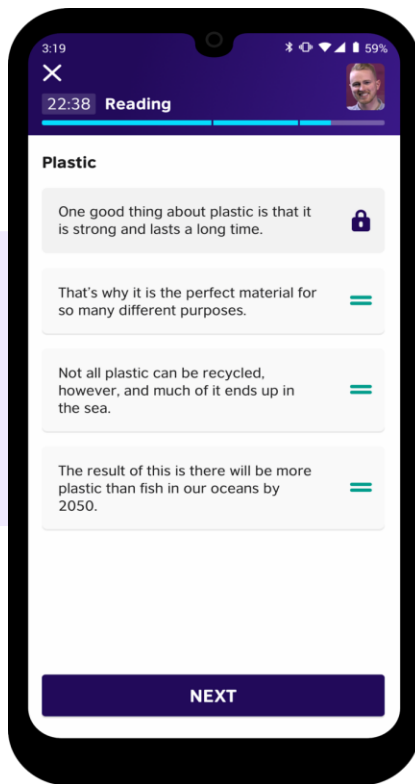 3:19
59%
22:38 Reading
Plastic
One good thing about plastic is that it
is strong and lasts a long time.
That's why it is the perfect material for
so many different purposes.
Not all plastic can be recycled,
however, and much of it ends up in
the sea.
The result of this is there will be more
plastic than fish in our oceans by
2050.
NEXT